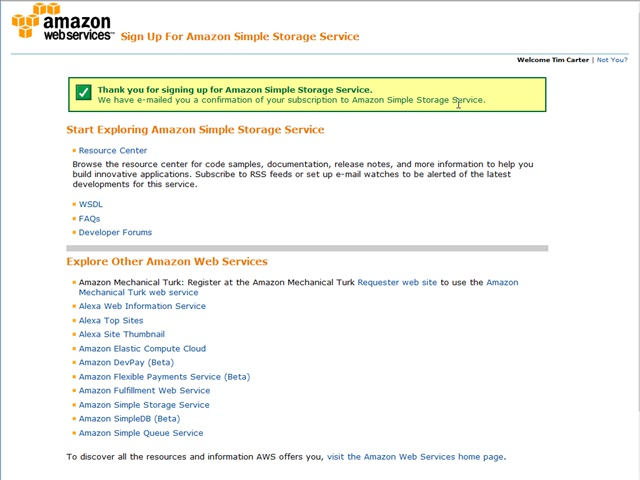 amazon
web services™
Sign Up For Amazon Simple Storage Service
Welcome Tim Carter | Not You?
Thank you for signing up for Amazon Simple Storage Service.
We have e-mailed you a confirmation of your subscription to Amazon Simple Storage Service.
Start Exploring Amazon Simple Storage Service
Resource Center
Browse the resource center for code samples, documentation, release notes, and more information to help you
build innovative applications. Subscribe to RSS feeds or set up e-mail watches to be alerted of the latest
developments for this service.
WSDL
FAQs
Developer Forums
Explore Other Amazon Web Services
Amazon Mechanical Turk: Register at the Amazon Mechanical Turk Requester web site to use the Amazon
Mechanical Turk web service
Alexa Web Information Service
Alexa Top Sites
Alexa Site Thumbnail
Amazon Elastic Compute Cloud
Amazon DevPay (Beta)
Amazon Flexible Payments Service (Beta)
Amazon Fulfillment Web Service
Amazon Simple Storage Service
Amazon SimpleDB (Beta)
Amazon Simple Queue Service
To discover all the resources and information AWS offers you, visit the Amazon Web Services home page.